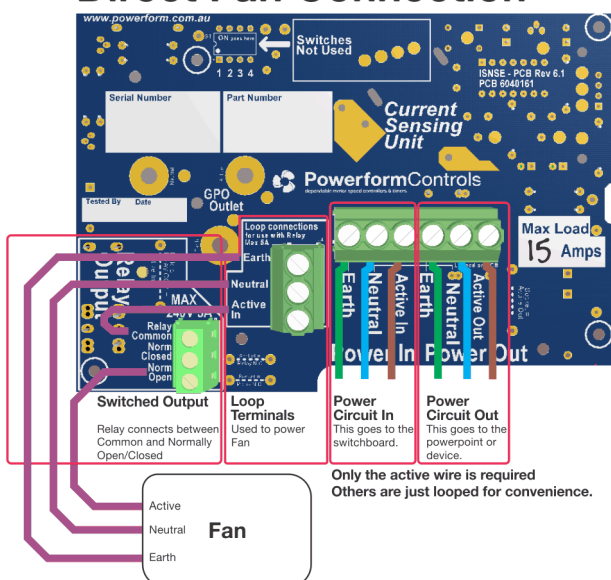 Direct Fan Connection
www.powerform.com.au
ON goes here
1 2 3 4
Switches
Not Used
ISNSE - PCB Rev 6.1
PCB 6040161
Serial Number
Part Number
Current
Sensing
Unit
PowerformControls
dependable motor speed controllers & timers
Tested By Date
GPO
Outlet
Loop connections
for use with Relay
Max 5A
Earth
Neutral
Active
In
Relay
Output
MAX
240V 5A
Relay
Common
Norm
Closed
Norm
Open
Earth
Neutral
Active In
Earth
Neutral
Active Out
Power In
Power Out
Max Load
15 Amps
Switched Output
Relay connects between
Common and Normally
Open/Closed
Loop
Terminals
Used to power
Fan
Power
Circuit In
This goes to the
switchboard.
Power
Circuit Out
This goes to the
powerpoint or
device.
Only the active wire is required
Others are just looped for convenience.
Active
Neutral
Earth
Fan